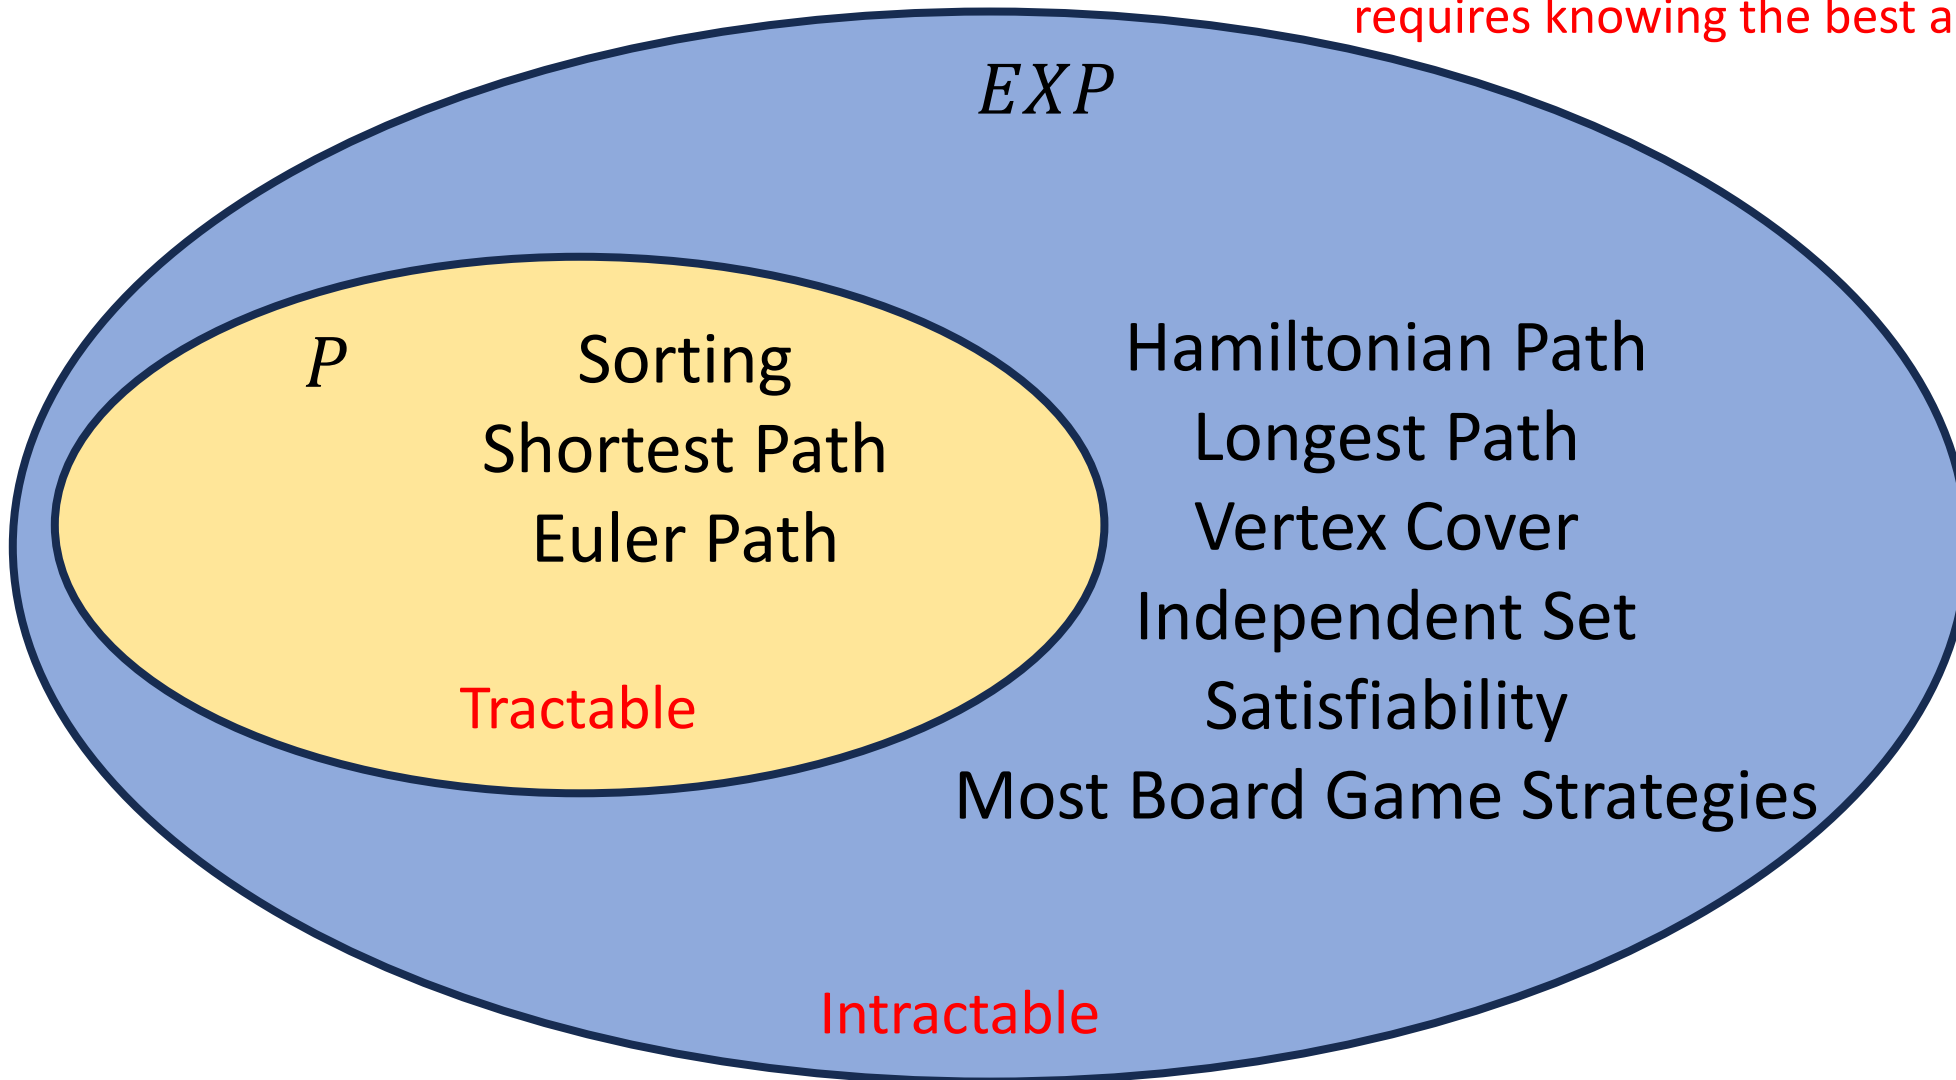 requires knowing the best a
EXP
P
Sorting
Shortest Path
Euler Path
Tractable
Hamiltonian Path
Longest Path
Vertex Cover
Independent Set
Satisfiability
Most Board Game Strategies
Intractable